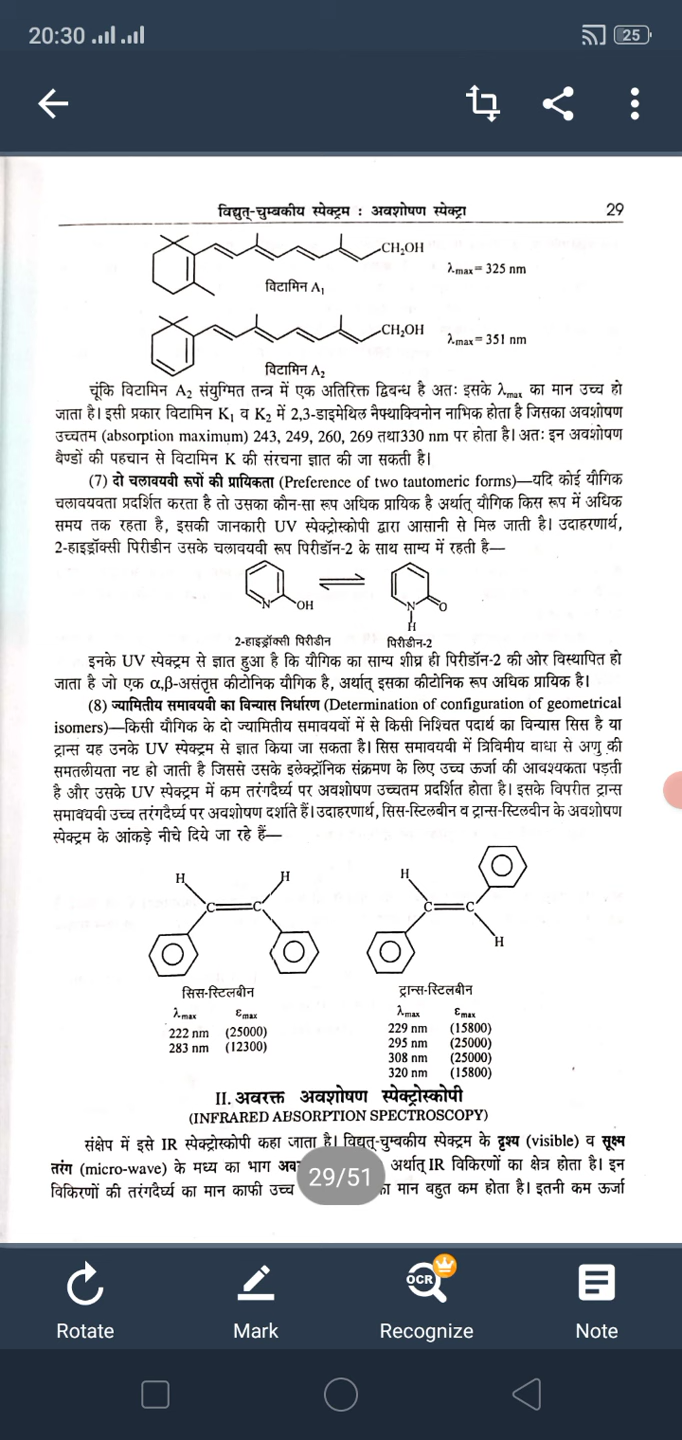 20:30
25
विद्युत्-चुम्बकीय स्पेक्ट्रम : अवशोषण स्पेक्ट्रा 29
CH₂OH
λmax = 325 nm
विटामिन A₁
CH₂OH
λmax = 351 nm
विटामिन A₂
चूंकि विटामिन A₂ संयुग्मित तन्त्र में एक अतिरिक्त द्विबन्ध है अतः इसके λmax का मान उच्च हो
जाता है। इसी प्रकार विटामिन K₁ व K₂ में 2,3-डाइमेथिल नैफ्थाक्विनोन नाभिक होता है जिसका अवशोषण
उच्चतम (absorption maximum) 243, 249, 260, 269 तथा330 nm पर होता है। अतः इन अवशोषण
बैण्डों की पहचान से विटामिन K की संरचना ज्ञात की जा सकती है।
(7) दो चलावयवी रूपों की प्रायिकता (Preference of two tautomeric forms)—यदि कोई यौगिक
चलावयवता प्रदर्शित करता है तो उसका कौन-सा रूप अधिक प्रायिक है अर्थात् यौगिक किस रूप में अधिक
समय तक रहता है, इसकी जानकारी UV स्पेक्ट्रोस्कोपी द्वारा आसानी से मिल जाती है। उदाहरणार्थ,
2-हाइड्रॉक्सी पिरीडीन उसके चलावयवी रूप पिरीडॉन-2 के साथ साम्य में रहती है—
N OH
N O
H
2-हाइड्रॉक्सी पिरीडीन पिरीडॉन-2
इनके UV स्पेक्ट्रम से ज्ञात हुआ है कि यौगिक का साम्य शीघ्र ही पिरीडॉन-2 की ओर विस्थापित हो
जाता है जो एक α,β-असंतृप्त कीटोनिक यौगिक है, अर्थात् इसका कीटोनिक रूप अधिक प्रायिक है।
(8) ज्यामितीय समावयवी का विन्यास निर्धारण (Determination of configuration of geometrical
isomers)—किसी यौगिक के दो ज्यामितीय समावयवों में से किसी निश्चित पदार्थ का विन्यास सिस है या
ट्रान्स यह उनके UV स्पेक्ट्रम से ज्ञात किया जा सकता है। सिस समावयवी में त्रिविमीय बाधा से अणु की
समतलीयता नष्ट हो जाती है जिससे उसके इलेक्ट्रॉनिक संक्रमण के लिए उच्च ऊर्जा की आवश्यकता पड़ती
है और उसके UV स्पेक्ट्रम में कम तरंगदैर्घ्य पर अवशोषण उच्चतम प्रदर्शित होता है। इसके विपरीत ट्रान्स
समावयवी उच्च तरंगदैर्घ्य पर अवशोषण दर्शाते हैं। उदाहरणार्थ, सिस-स्टिलबीन व ट्रान्स-स्टिलबीन के अवशोषण
स्पेक्ट्रम के आंकड़े नीचे दिये जा रहे हैं—
H H
C C
H
C C
H
सिस-स्टिलबीन
λmax εmax
222 nm (25000)
283 nm (12300)
ट्रान्स-स्टिलबीन
λmax εmax
229 nm (15800)
295 nm (25000)
308 nm (25000)
320 nm (15800)
II. अवरक्त अवशोषण स्पेक्ट्रोस्कोपी
(INFRARED ABSORPTION SPECTROSCOPY)
संक्षेप में इसे IR स्पेक्ट्रोस्कोपी कहा जाता है। विद्युत्-चुम्बकीय स्पेक्ट्रम के दृश्य (visible) व सूक्ष्म
तरंग (micro-wave) के मध्य का भाग अर्थात् IR विकिरणों का क्षेत्र होता है। इन
विकिरणों की तरंगदैर्घ्य का मान काफी उच्च मान बहुत कम होता है। इतनी कम ऊर्जा
29/51
OCR
Rotate Mark Recognize Note